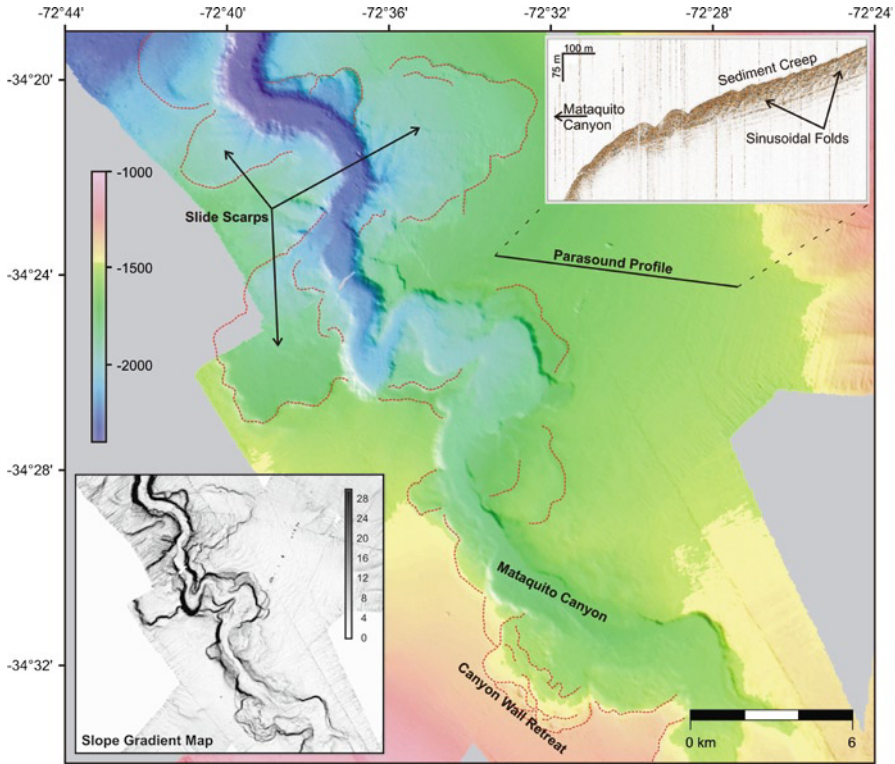 -72°44' -72°40' -72°36' -72°32' -72°28' -72°24'
-34°20'
-34°24'
-34°28'
-34°32'
75 m
100 m
Sediment Creep
Mataquito
Canyon
Sinusoidal Folds
-1000
-1500
-2000
Slide Scarps
Parasound Profile
28
24
20
16
12
8
4
0
Slope Gradient Map
Mataquito Canyon
Canyon Wall Retreat
0 km 6